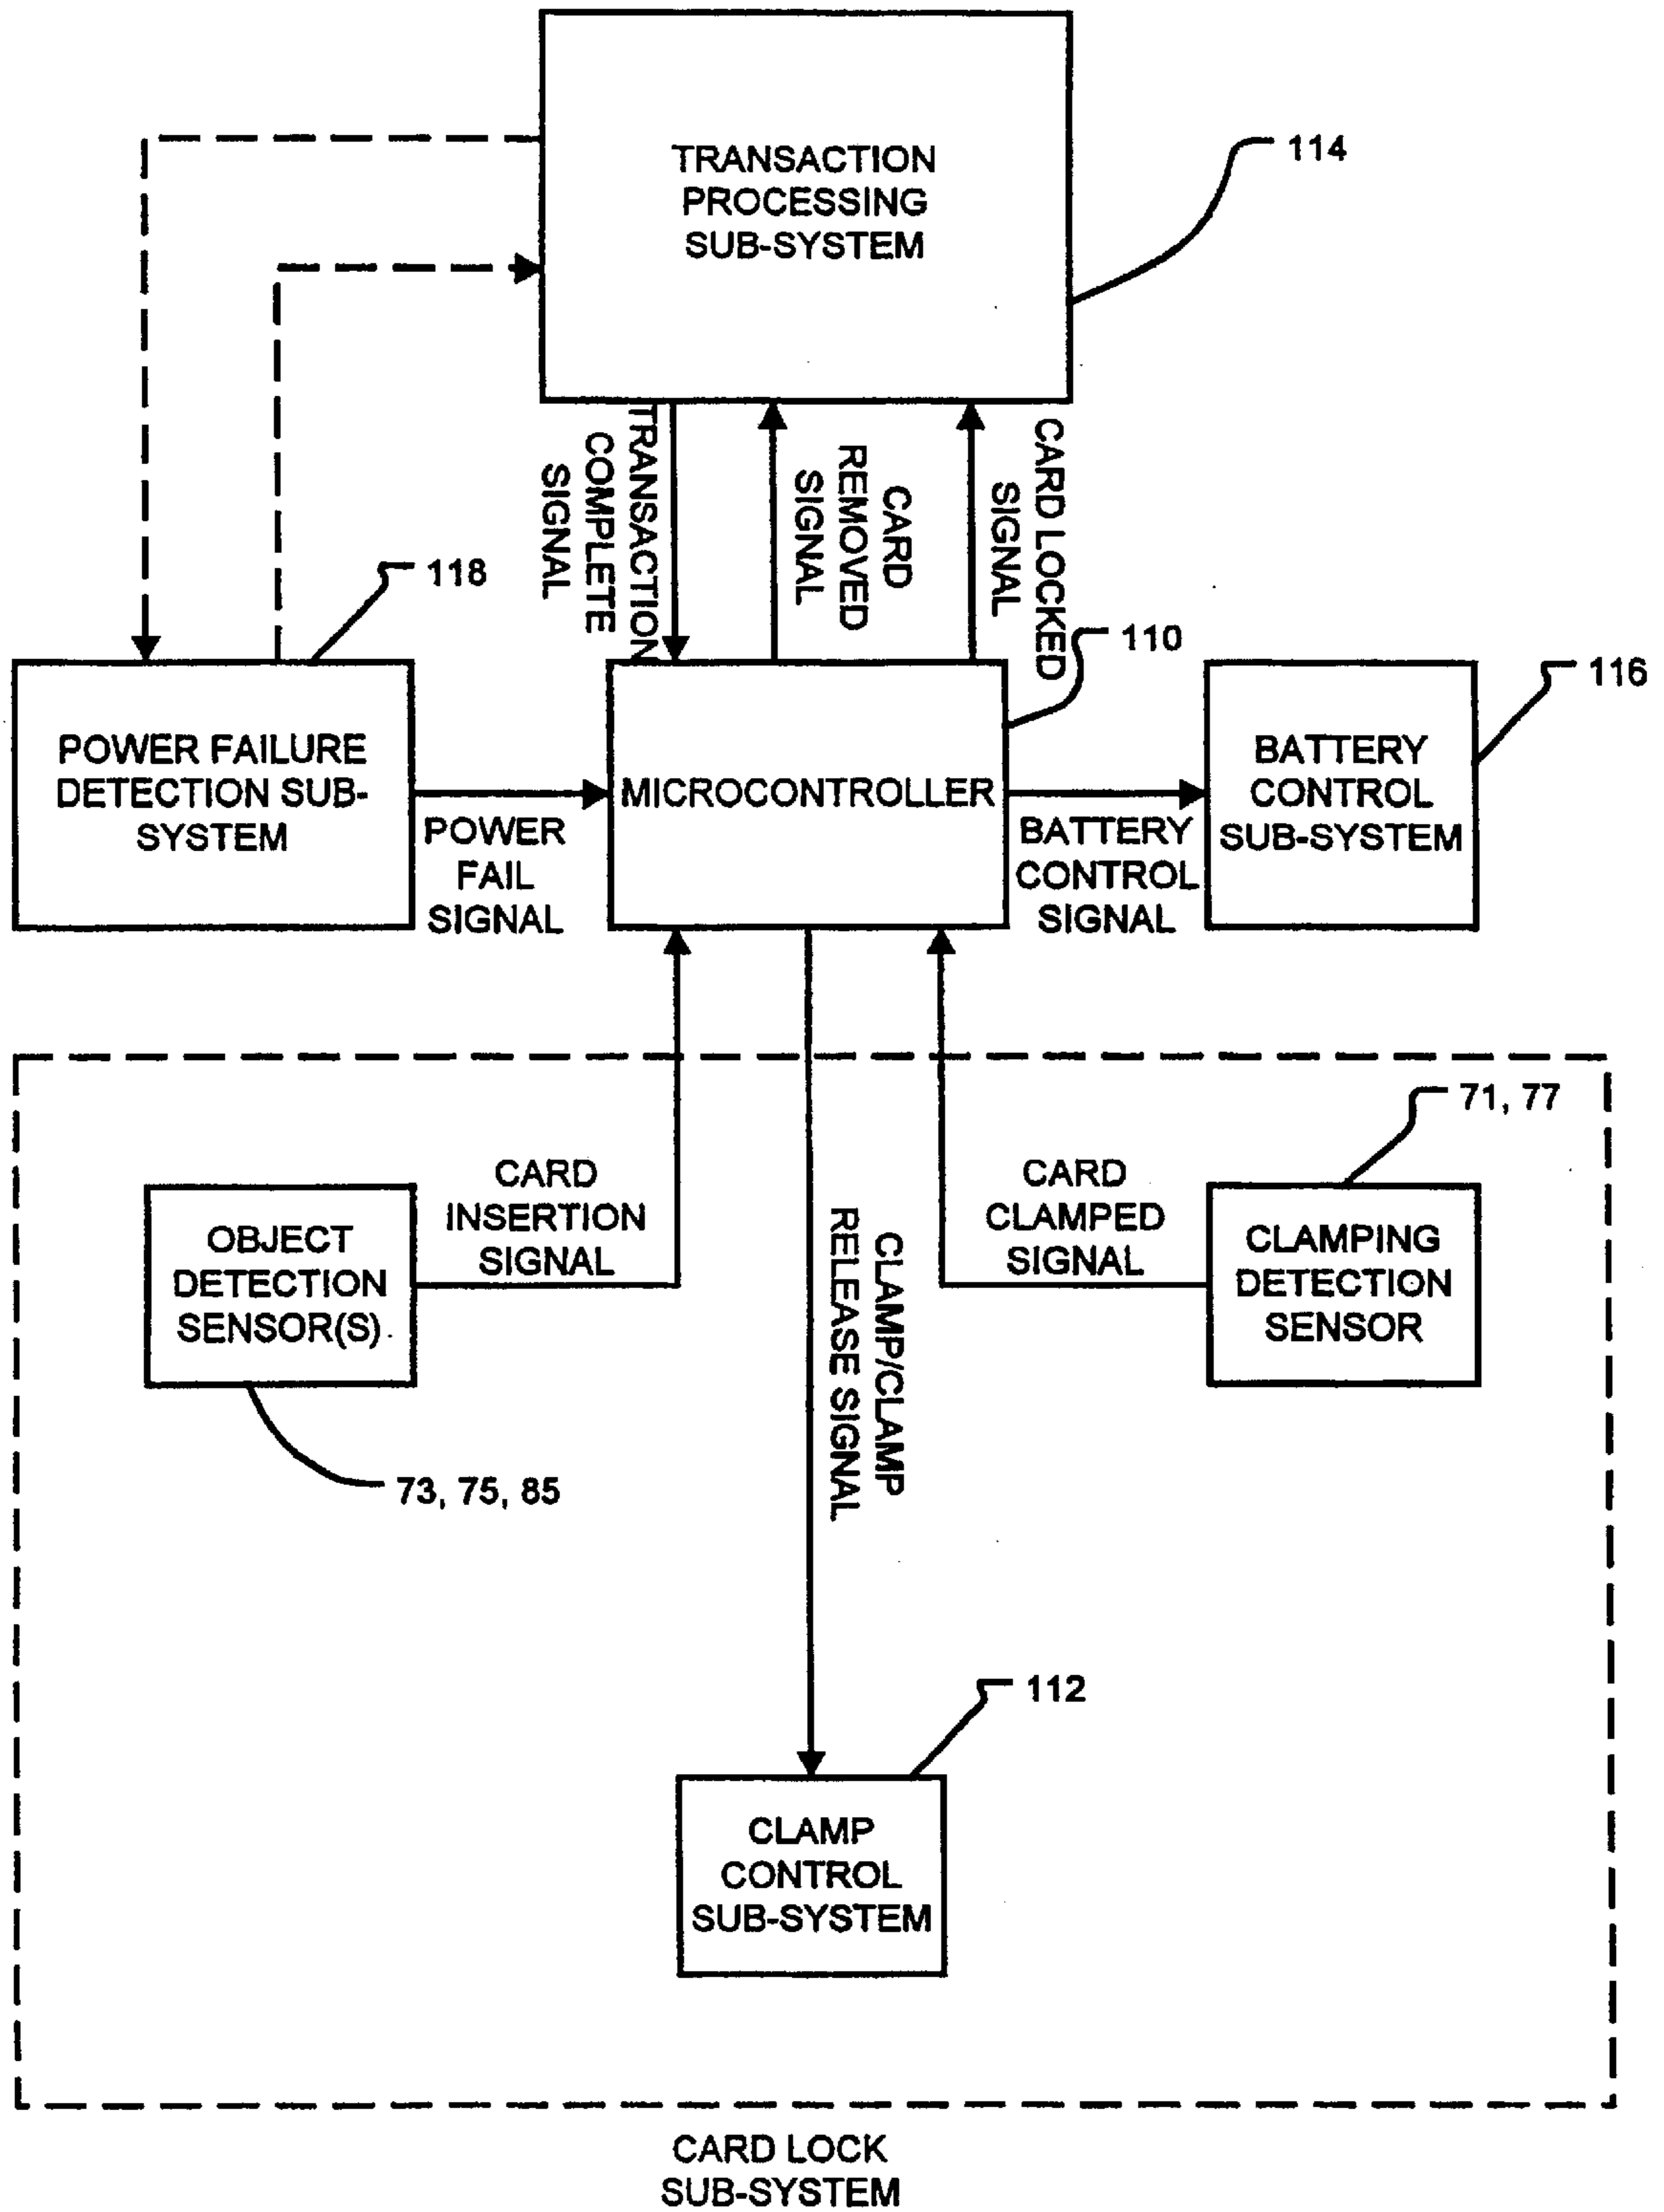 TRANSACTION
PROCESSING
SUB-SYSTEM
114
TRANSACTION
COMPLETE
SIGNAL
CARD
REMOVED
SIGNAL
CARD LOCKED
SIGNAL
118
110
116
POWER FAILURE
DETECTION SUB-
SYSTEM
POWER
FAIL
SIGNAL
MICROCONTROLLER
BATTERY
CONTROL
SIGNAL
BATTERY
CONTROL
SUB-SYSTEM
71, 77
OBJECT
DETECTION
SENSOR(S)
CARD
INSERTION
SIGNAL
CLAMP/CLAMP
RELEASE SIGNAL
CARD
CLAMPED
SIGNAL
CLAMPING
DETECTION
SENSOR
73, 75, 85
112
CLAMP
CONTROL
SUB-SYSTEM
CARD LOCK
SUB-SYSTEM